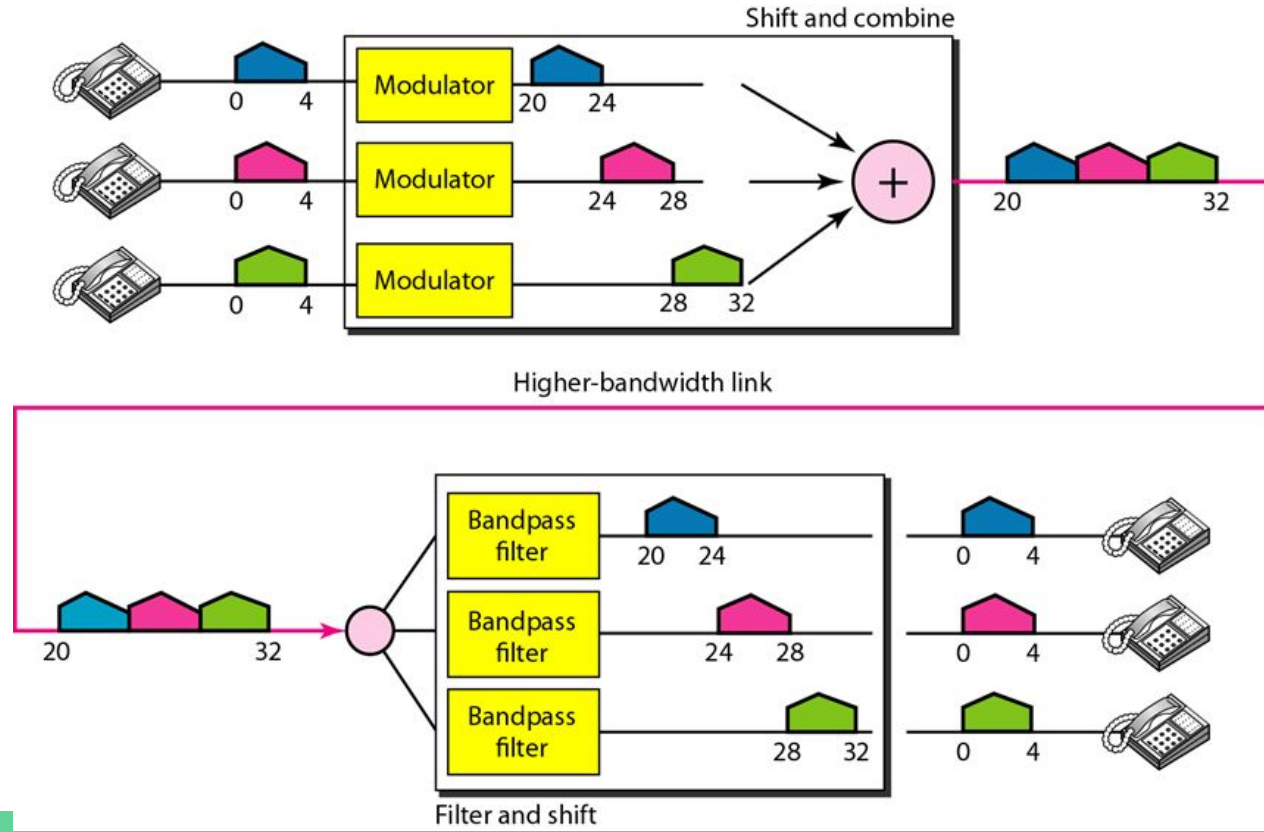 Shift and combine
Modulator
0 4
20 24
Modulator
0 4
24 28
+
20 32
Modulator
0 4
28 32
Higher-bandwidth link
Bandpass
filter
20 24
0 4
20 32
Bandpass
filter
24 28
0 4
Bandpass
filter
28 32
0 4
Filter and shift